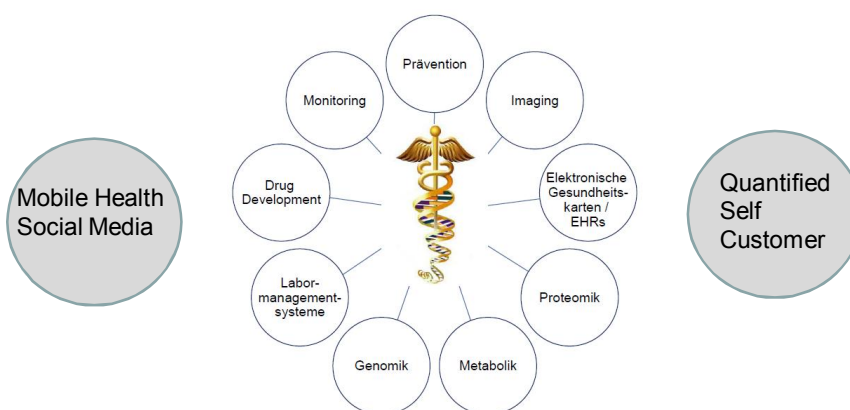 Prävention
Monitoring
Imaging
Mobile Health
Social Media
Drug
Development
Elektronische
Gesundheits-
karten /
EHRs
Quantified
Self
Customer
Labor-
management-
systeme
Proteomik
Genomik
Metabolik